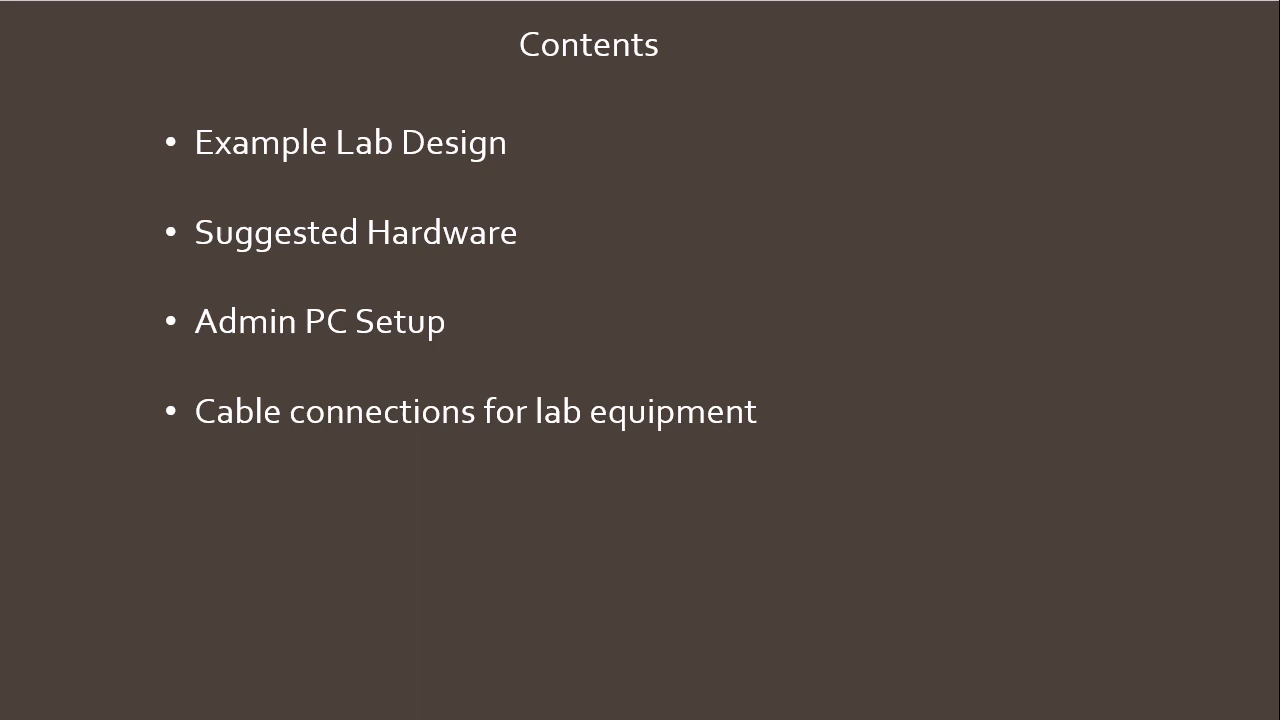 Contents
• Example Lab Design
• Suggested Hardware
• Admin PC Setup
• Cable connections for lab equipment